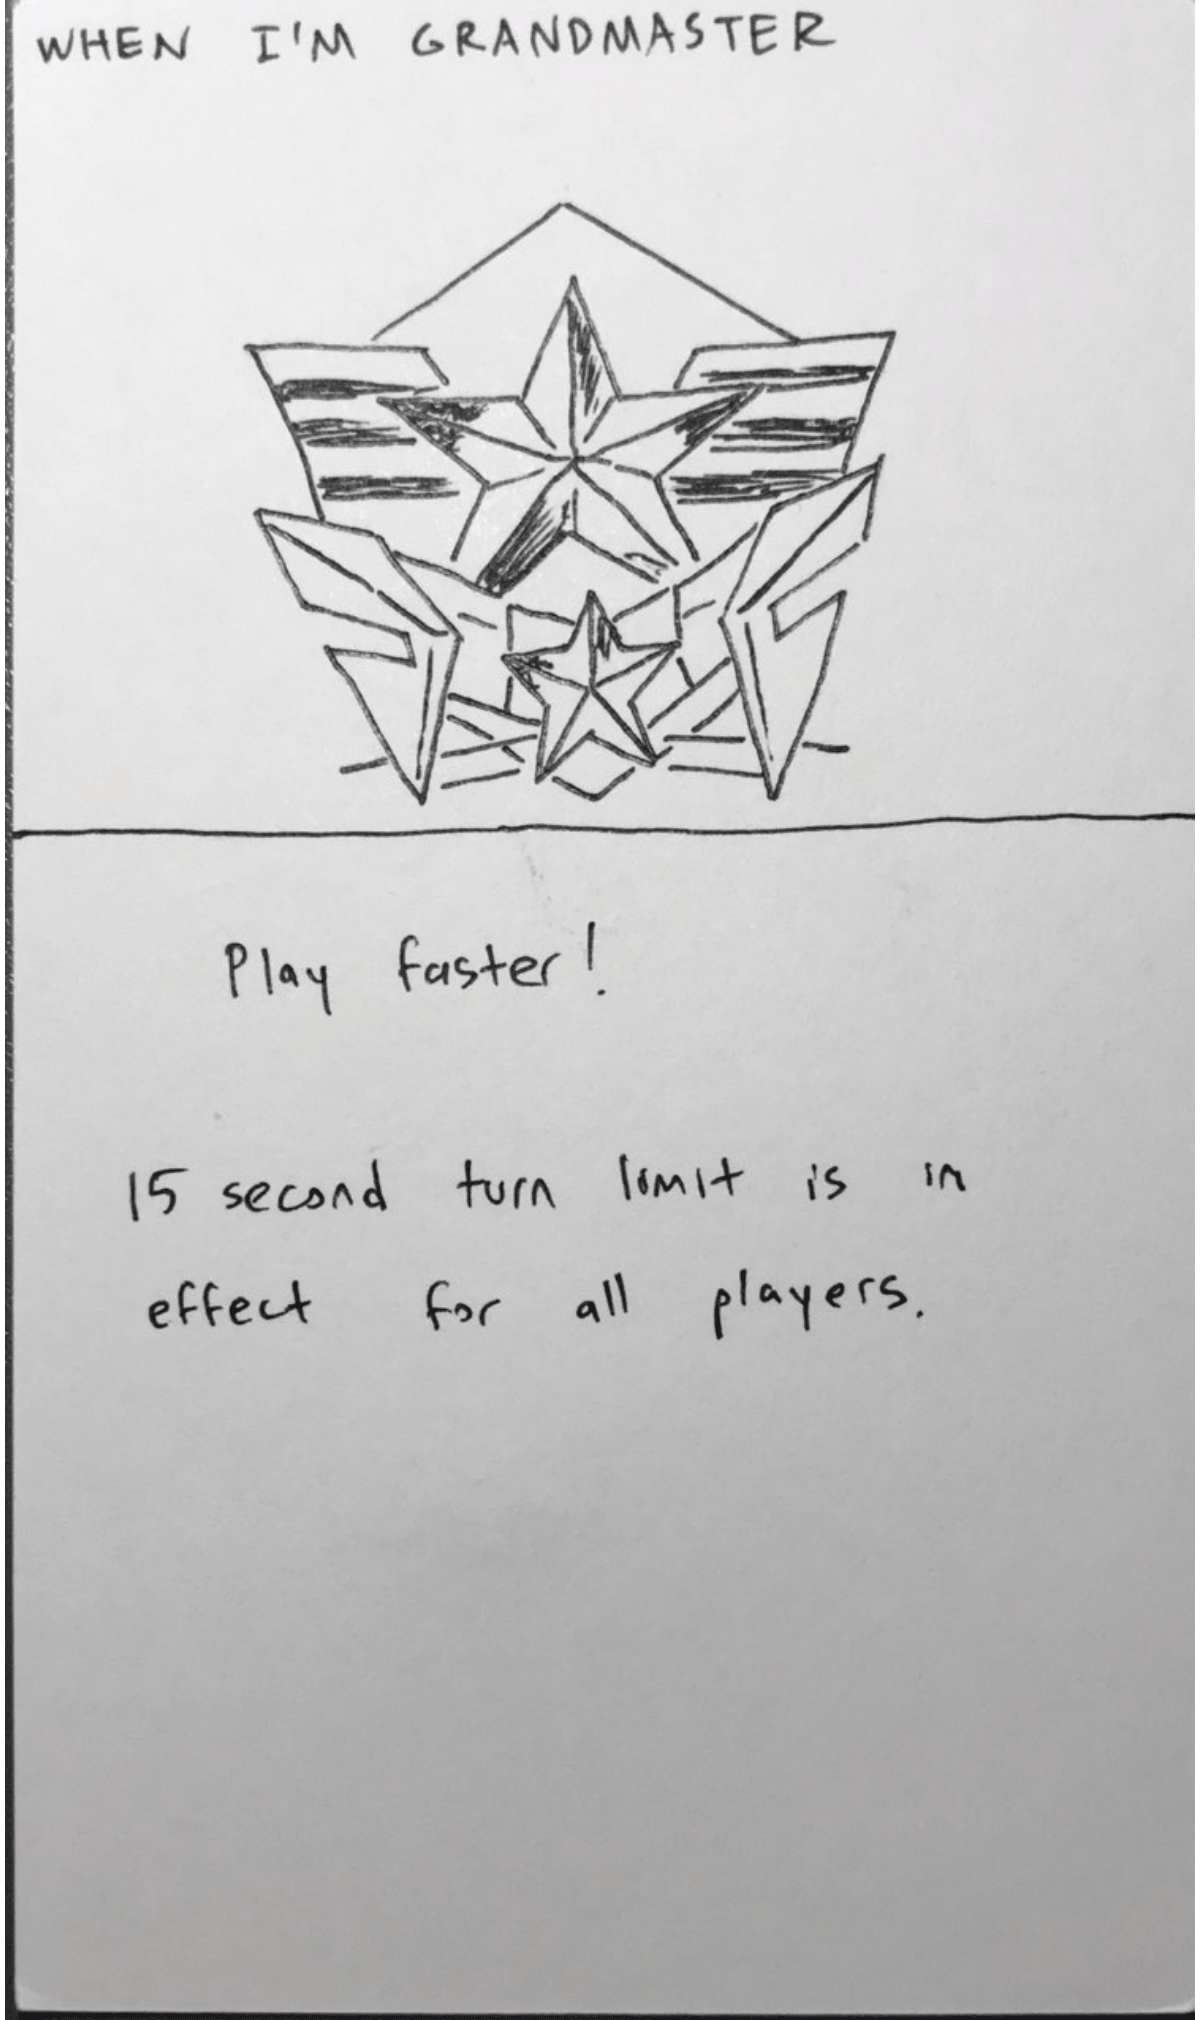 WHEN I'M GRANDMASTER
Play faster!
15 second turn limit is in
effect for all players.